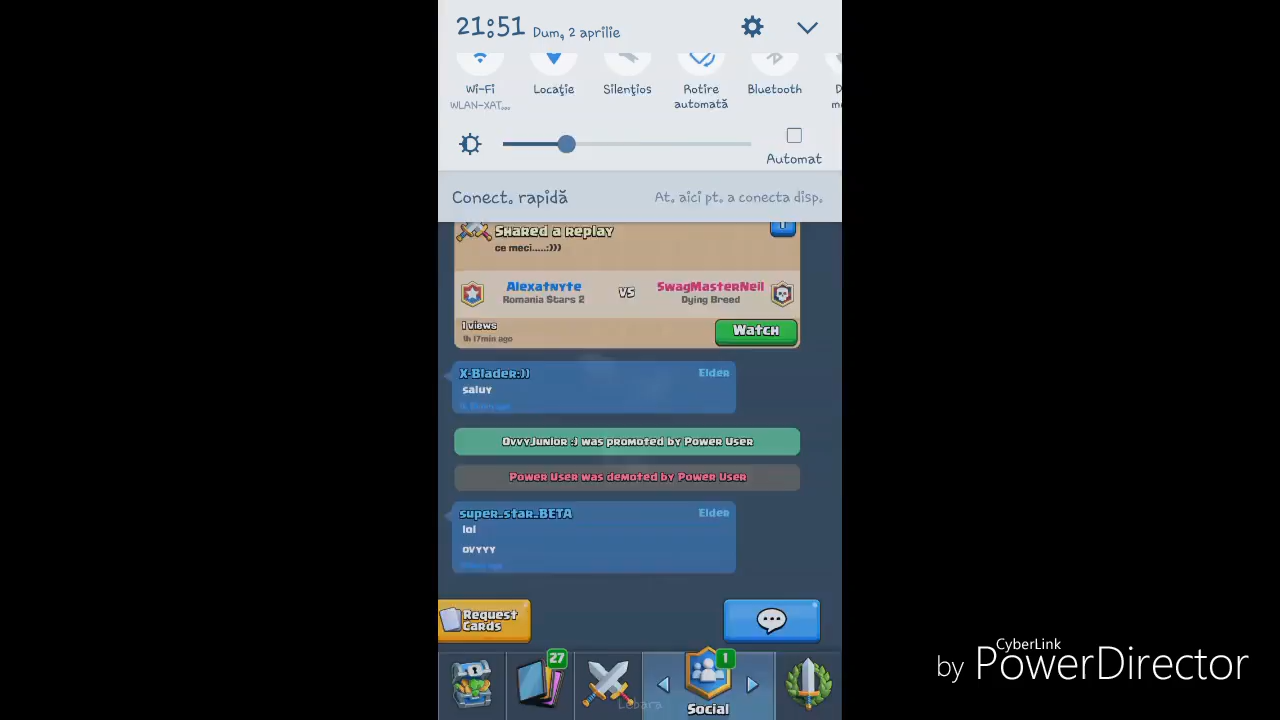 21:51 Dum, 2 aprilie
Wi-Fi Locație Silențios Rotire automată Bluetooth
WLAN-XAT...
Automat
Conect. rapidă At. aici pt. a conecta disp.
Shared a replay
ce meci.....:)))
Alexatnyte VS SwagMasterNeil
Romania Stars 2 Dying Breed
1 views
1h 17min ago
Watch
X-Blader:)) Elder
saluy
OvvyJunior :) was promoted by Power User
Power User was demoted by Power User
super_star_BETA Elder
lol
ovyyy
Request Cards
27
1
Social
Lebara
CyberLink
by PowerDirector